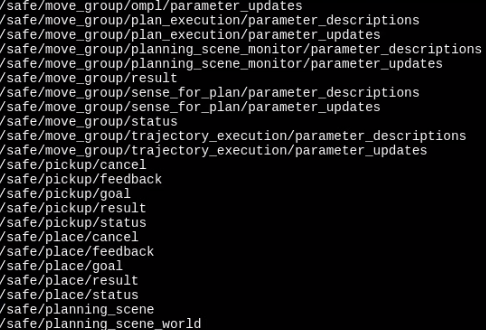 /safe/move_group/ompl/parameter_updates
/safe/move_group/plan_execution/parameter_descriptions
/safe/move_group/plan_execution/parameter_updates
/safe/move_group/planning_scene_monitor/parameter_descriptions
/safe/move_group/planning_scene_monitor/parameter_updates
/safe/move_group/result
/safe/move_group/sense_for_plan/parameter_descriptions
/safe/move_group/sense_for_plan/parameter_updates
/safe/move_group/status
/safe/move_group/trajectory_execution/parameter_descriptions
/safe/move_group/trajectory_execution/parameter_updates
/safe/pickup/cancel
/safe/pickup/feedback
/safe/pickup/goal
/safe/pickup/result
/safe/pickup/status
/safe/place/cancel
/safe/place/feedback
/safe/place/goal
/safe/place/result
/safe/place/status
/safe/planning_scene
/safe/planning_scene_world